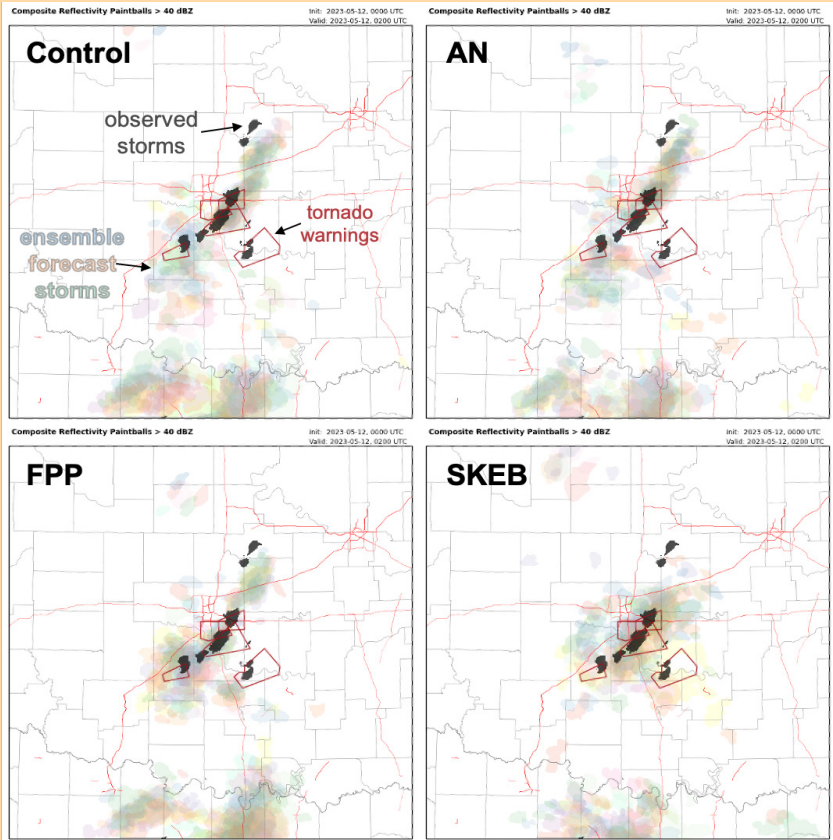 Composite Reflectivity Paintballs > 40 dBZ
Init: 2023-05-12, 0000 UTC
Valid: 2023-05-12, 0200 UTC
Control
observed
storms
tornado
warnings
ensemble
forecast
storms
Composite Reflectivity Paintballs > 40 dBZ
Init: 2023-05-12, 0000 UTC
Valid: 2023-05-12, 0200 UTC
AN
Composite Reflectivity Paintballs > 40 dBZ
Init: 2023-05-12, 0000 UTC
Valid: 2023-05-12, 0200 UTC
FPP
Composite Reflectivity Paintballs > 40 dBZ
Init: 2023-05-12, 0000 UTC
Valid: 2023-05-12, 0200 UTC
SKEB